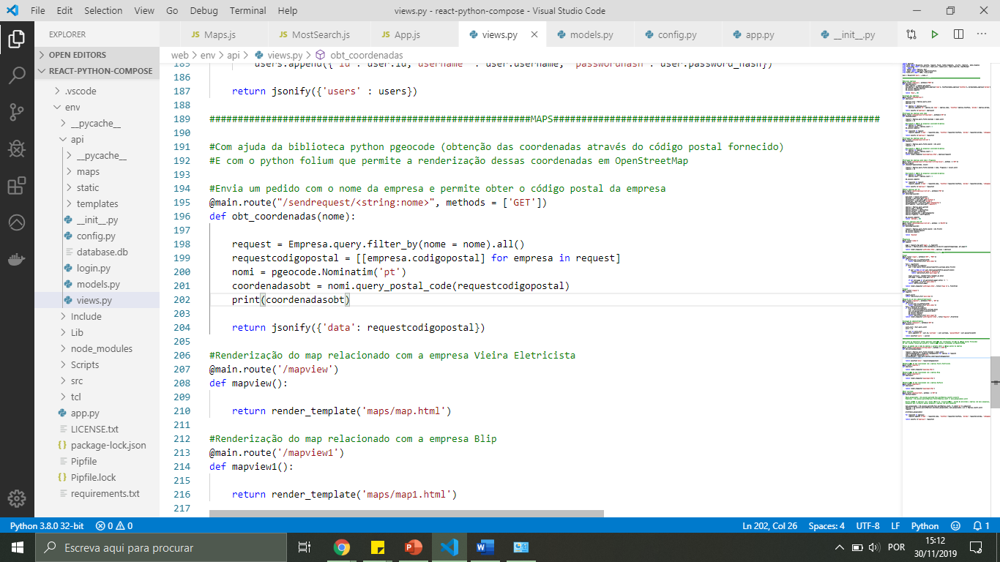 File Edit Selection View Go Debug Terminal Help views.py - react-python-compose - Visual Studio Code
EXPLORER
OPEN EDITORS
REACT-PYTHON-COMPOSE
.vscode
env
__pycache__
api
__pycache__
maps
static
templates
__init__.py
config.py
database.db
login.py
models.py
views.py
Include
Lib
node_modules
Scripts
src
tcl
app.py
LICENSE.txt
package-lock.json
Pipfile
Pipfile.lock
requirements.txt
JS Maps.js JS MostSearch.js JS App.js views.py models.py config.py app.py __init__.py
web > env > api > views.py > obt_coordenadas
185 users.append({'id' : user.id, 'username' : user.username, 'passwordhash' : user.password_hash})
186
187 return jsonify({'users' : users})
188
189 #########################################################MAPS##########################################################
190
191 #Com ajuda da biblioteca python pgeocode (obtenção das coordenadas através do código postal fornecido)
192 #E com o python folium que permite a renderização dessas coordenadas em OpenStreetMap
193
194 #Envia um pedido com o nome da empresa e permite obter o código postal da empresa
195 @main.route("/sendrequest/<string:nome>", methods = ['GET'])
196 def obt_coordenadas(nome):
197
198 request = Empresa.query.filter_by(nome = nome).all()
199 requestcodigopostal = [[empresa.codigopostal] for empresa in request]
200 nomi = pgeocode.Nominatim('pt')
201 coordenadasobt = nomi.query_postal_code(requestcodigopostal)
202 print(coordenadasobt)
203
204 return jsonify({'data': requestcodigopostal})
205
206 #Renderização do map relacionado com a empresa Vieira Eletricista
207 @main.route('/mapview')
208 def mapview():
209
210 return render_template('maps/map.html')
211
212 #Renderização do map relacionado com a empresa Blip
213 @main.route('/mapview1')
214 def mapview1():
215
216 return render_template('maps/map1.html')
217
Python 3.8.0 32-bit 0 0 Ln 202, Col 26 Spaces: 4 UTF-8 LF Python 1
Escreva aqui para procurar
POR
15:12
30/11/2019